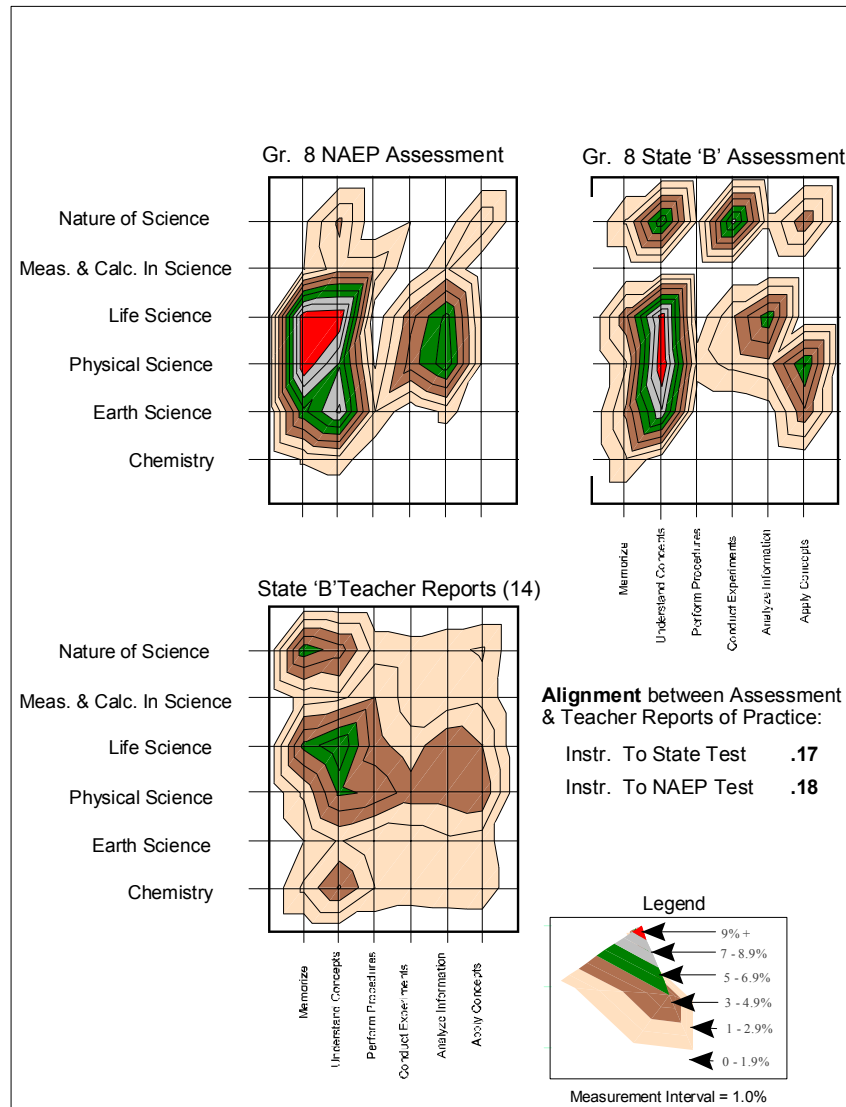 Gr. 8 NAEP Assessment
Gr. 8 State ‘B’ Assessment
Nature of Science
Meas. & Calc. In Science
Life Science
Physical Science
Earth Science
Chemistry
Memorize
Understand Concepts
Perform Procedures
Conduct Experiments
Analyze Information
Apply Concepts
State ‘B’Teacher Reports (14)
Nature of Science
Meas. & Calc. In Science
Life Science
Physical Science
Earth Science
Chemistry
Memorize
Understand Concepts
Perform Procedures
Conduct Experiments
Analyze Information
Apply Concepts
Alignment between Assessment
& Teacher Reports of Practice:
Instr. To State Test .17
Instr. To NAEP Test .18
Legend
9% +
7 - 8.9%
5 - 6.9%
3 - 4.9%
1 - 2.9%
0 - 1.9%
Measurement Interval = 1.0%